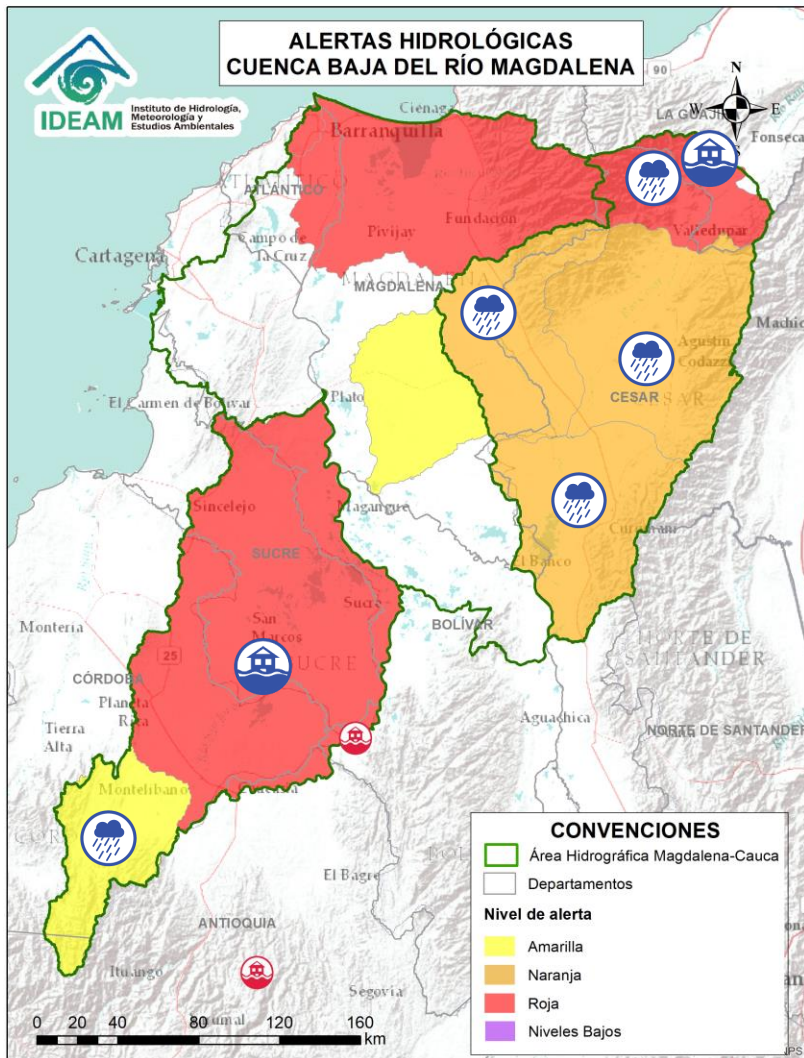 ALERTAS HIDROLÓGICAS
CUENCA BAJA DEL RÍO MAGDALENA
IDEAM
Instituto de Hidrología,
Meteorología y
Estudios Ambientales
N
W
E
S
90
Ciénaga
LA GUAJIRA
Barranquilla
Fonseca
ATLÁNTICO
Pivijay
Fundación
Valledupar
Cartagena
Campo de
la Cruz
MAGDALENA
Agustín
Codazzi
El Carmen de Bolívar
Plato
CESAR
Sincelejo
Magangué
SUCRE
El Banco
Sucre
San
Marcos
BOLÍVAR
SUCRE
Montería
25
NORTE DE
SANTANDER
CÓRDOBA
Planeta
Rica
Tierra
Alta
Aguachica
NORTE DE SANTANDER
Montelíbano
El Bagre
ANTIOQUIA
Ituango
Segovia
CONVENCIONES
Área Hidrográfica Magdalena-Cauca
Departamentos
Nivel de alerta
Amarilla
Naranja
Roja
Niveles Bajos
0 20 40 80 120 160
km